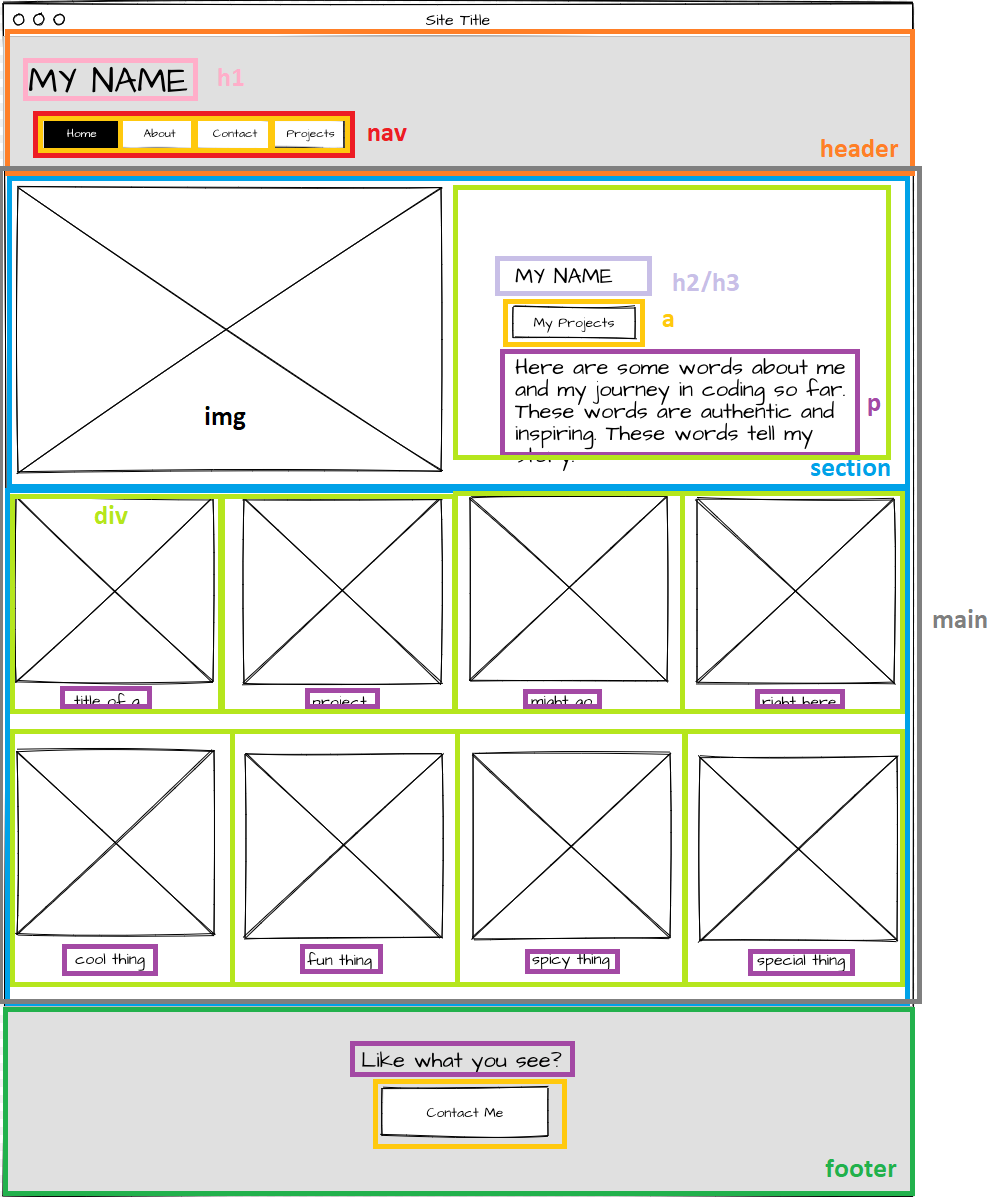 Site Title
MY NAME h1
Home About Contact Projects nav
header
MY NAME h2/h3
My Projects a
Here are some words about me
and my journey in coding so far.
These words are authentic and
inspiring. These words tell my
story.
p
img
section
div
main
title of a project might go right here
cool thing fun thing spicy thing special thing
Like what you see?
Contact Me
footer